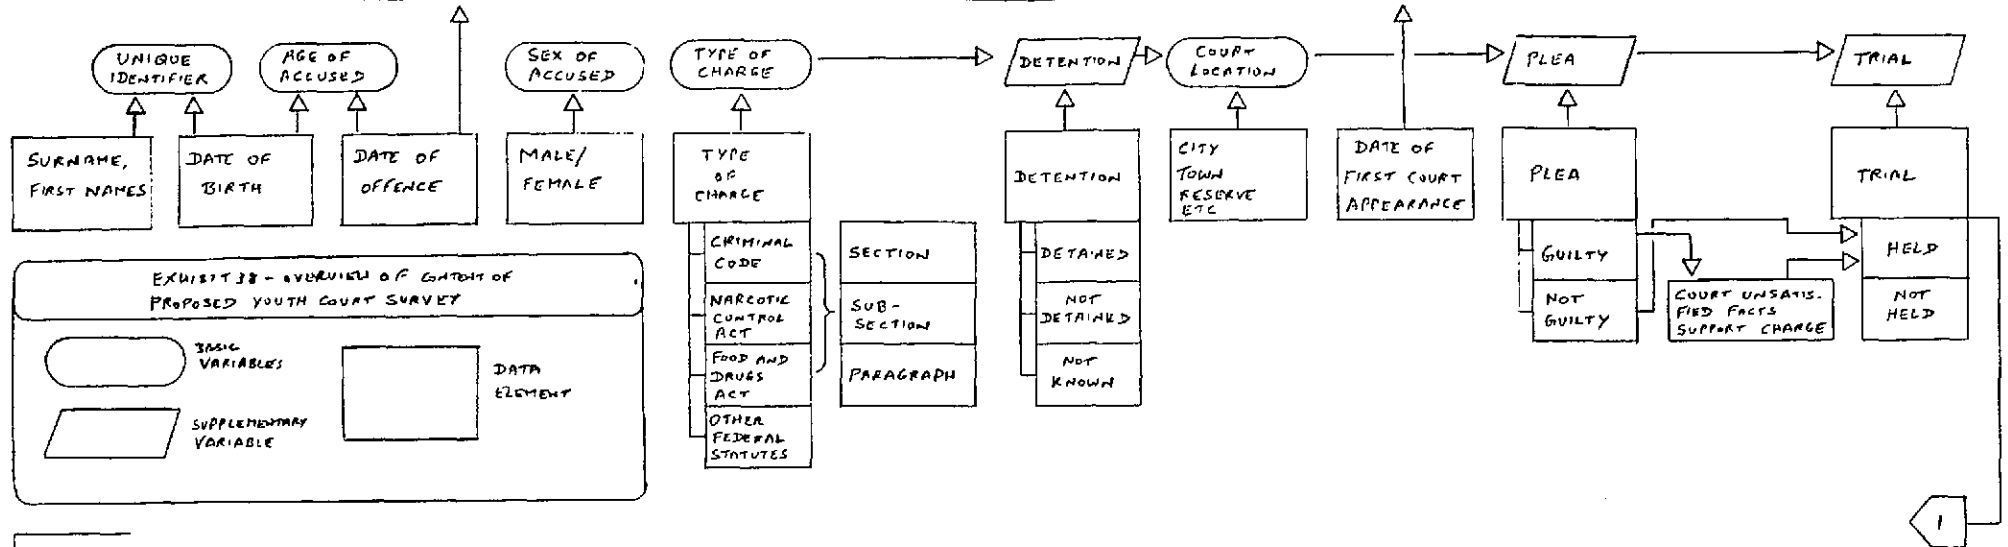 UNIQUE
IDENTIFIER
AGE OF
ACCUSED
SEX OF
ACCUSED
TYPE OF
CHARGE
DETENTION
COURT
LOCATION
PLEA
TRIAL
SURNAME,
FIRST NAMES
DATE OF
BIRTH
DATE OF
OFFENCE
MALE/
FEMALE
TYPE
OF
CHARGE
DETENTION
CITY
TOWN
RESERVE
ETC
DATE OF
FIRST COURT
APPEARANCE
PLEA
TRIAL
CRIMINAL
CODE
NARCOTIC
CONTROL
ACT
FOOD AND
DRUGS
ACT
OTHER
FEDERAL
STATUTES
SECTION
SUB-
SECTION
PARAGRAPH
DETAINED
NOT
DETAINED
NOT
KNOWN
GUILTY
NOT
GUILTY
COURT UNSATIS-
FIED FACTS
SUPPORT CHARGE
HELD
NOT
HELD
EXHIBIT 38 - OVERVIEW OF CONTENT OF
PROPOSED YOUTH COURT SURVEY
BASIC
VARIABLES
DATA
ELEMENT
SUPPLEMENTARY
VARIABLE
1